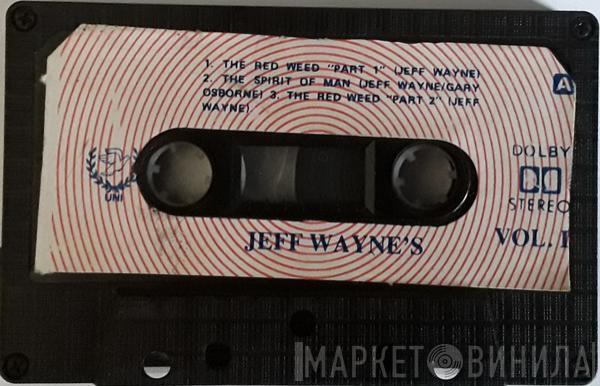 1. THE RED WEED "PART 1" (JEFF WAYNE)
2. THE SPIRIT OF MAN (JEFF WAYNE/GARY
OSBORNE) 3. THE RED WEED "PART 2" (JEFF
WAYNE)
A
UNI
DOLBY
STEREO
JEFF WAYNE'S
VOL. I
МАРКЕТ ВИНИЛА